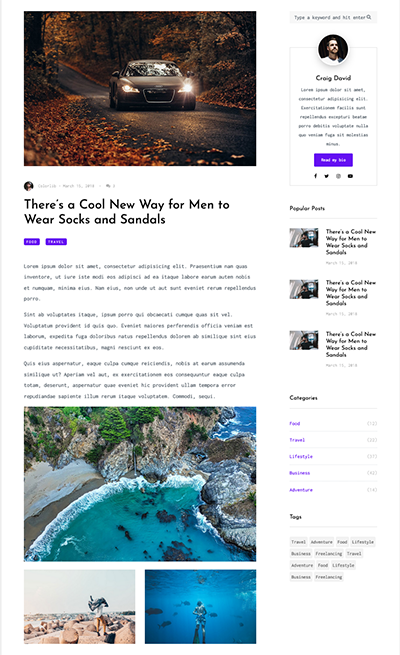 Colorlib • March 15, 2018 • 3
There's a Cool New Way for Men to
Wear Socks and Sandals
FOOD TRAVEL
Lorem ipsum dolor sit amet, consectetur adipisicing elit. Praesentium nam quas
inventore, ut iure iste modi eos adipisci ad ea itaque labore earum autem nobis
et numquam, minima eius. Nam eius, non unde ut aut sunt eveniet rerum repellendus
porro.
Sint ab voluptates itaque, ipsum porro qui obcaecati cumque quas sit vel.
Voluptatum provident id quis quo. Eveniet maiores perferendis officia veniam est
laborum, expedita fuga doloribus natus repellendus dolorem ab similique sint eius
cupiditate necessitatibus, magni nesciunt ex eos.
Quis eius aspernatur, eaque culpa cumque reiciendis, nobis at earum assumenda
similique ut? Aperiam vel aut, ex exercitationem eos consequuntur eaque culpa
totam, deserunt, aspernatur quae eveniet hic provident ullam tempora error
repudiandae sapiente illum rerum itaque voluptatem. Commodi, sequi.
Type a keyword and hit enter
Craig David
Lorem ipsum dolor sit amet,
consectetur adipisicing elit.
Exercitationem facilis sunt
repellendus excepturi beatae
porro debitis voluptate nulla
quo veniam fuga sit molestias
minus.
Read my bio
Popular Posts
There's a Cool New
Way for Men to
Wear Socks and
Sandals
March 15, 2018
There's a Cool New
Way for Men to
Wear Socks and
Sandals
March 15, 2018
There's a Cool New
Way for Men to
Wear Socks and
Sandals
March 15, 2018
Categories
Food (12)
Travel (22)
Lifestyle (37)
Business (42)
Adventure (14)
Tags
Travel Adventure Food Lifestyle
Business Freelancing Travel
Adventure Food Lifestyle
Business Freelancing